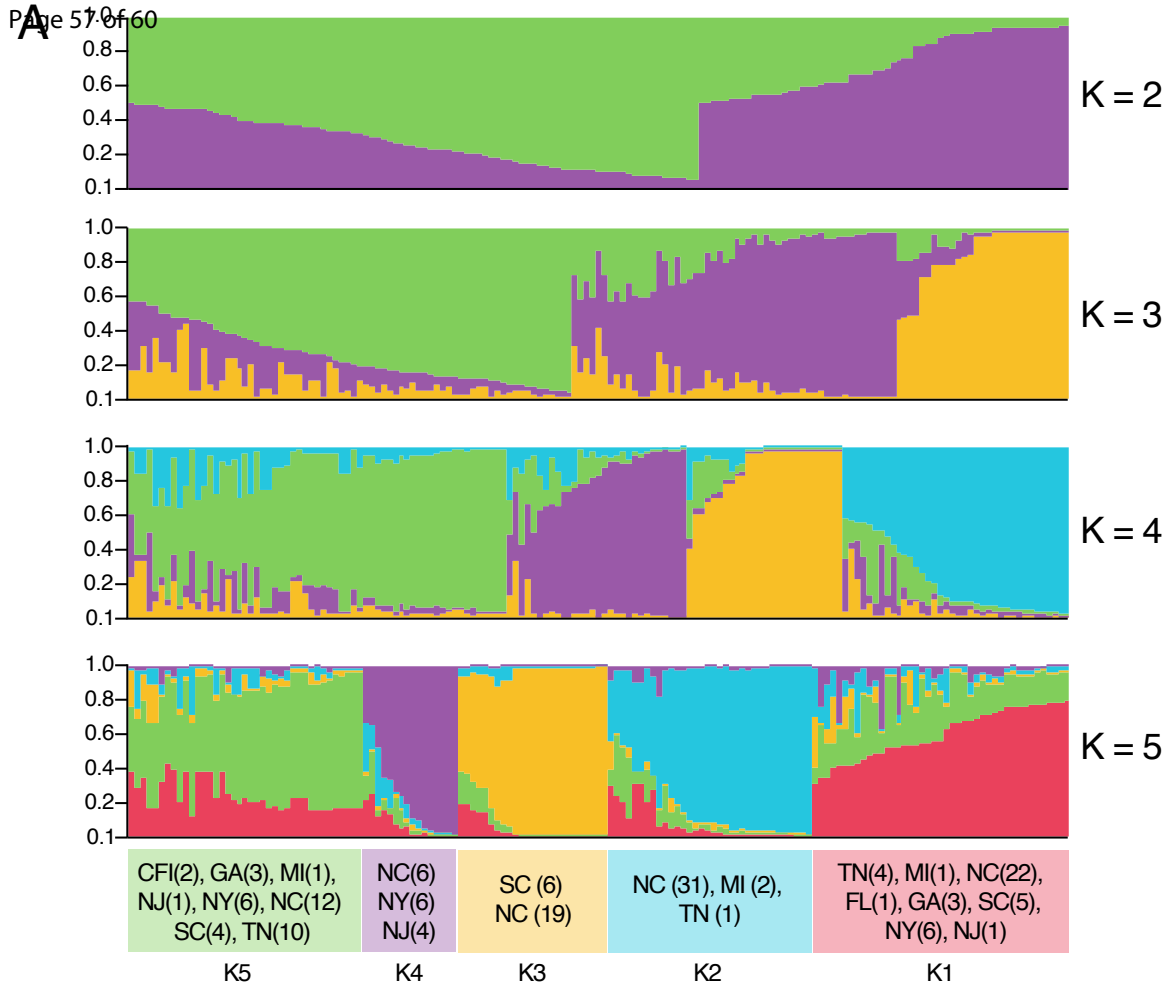 Page 57 of 60
A
1.0
0.8
0.6
0.4
0.2
0.1
K = 2
1.0
0.8
0.6
0.4
0.2
0.1
K = 3
1.0
0.8
0.6
0.4
0.2
0.1
K = 4
1.0
0.8
0.6
0.4
0.2
0.1
K = 5
CFI(2), GA(3), MI(1),
NJ(1), NY(6), NC(12)
SC(4), TN(10)
NC(6)
NY(6)
NJ(4)
SC (6)
NC (19)
NC (31), MI (2),
TN (1)
TN(4), MI(1), NC(22),
FL(1), GA(3), SC(5),
NY(6), NJ(1)
K5
K4
K3
K2
K1